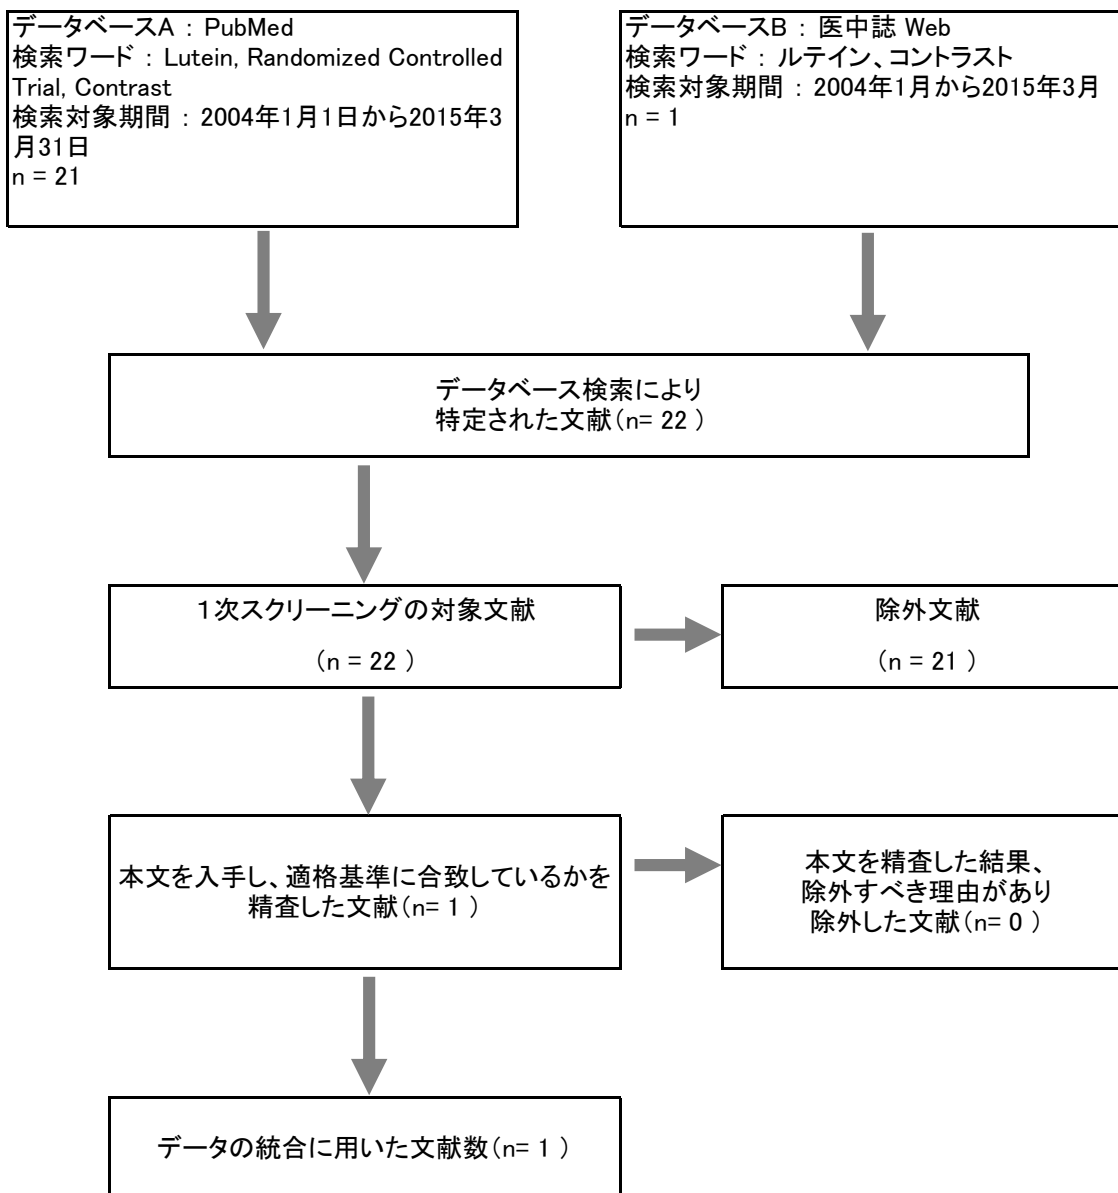 データベースA : PubMed
検索ワード : Lutein, Randomized Controlled
Trial, Contrast
検索対象期間 : 2004年1月1日から2015年3
月31日
n = 21
データベースB : 医中誌 Web
検索ワード : ルテイン、コントラスト
検索対象期間 : 2004年1月から2015年3月
n = 1
データベース検索により
特定された文献(n= 22 )
1次スクリーニングの対象文献
(n = 22 )
除外文献
(n = 21 )
本文を入手し、適格基準に合致しているかを
精査した文献(n= 1 )
本文を精査した結果、
除外すべき理由があり
除外した文献(n= 0 )
データの統合に用いた文献数(n= 1 )